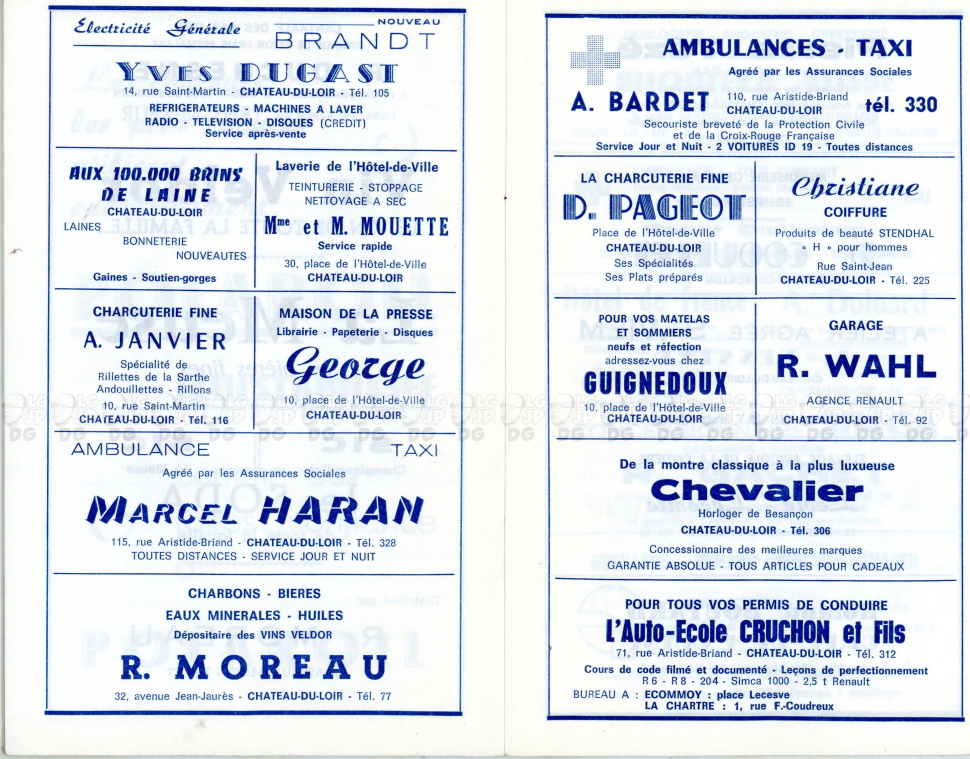 Electricité Générale
NOUVEAU
BRANDT
YVES DUGAST
14, rue Saint-Martin - CHATEAU-DU-LOIR - Tél. 105
REFRIGERATEURS - MACHINES A LAVER
RADIO - TELEVISION - DISQUES (CREDIT)
Service après-vente
AUX 100.000 BRINS
DE LAINE
CHATEAU-DU-LOIR
LAINES
BONNETERIE
NOUVEAUTES
Gaines - Soutien-gorges
Laverie de l'Hôtel-de-Ville
TEINTURERIE - STOPPAGE
NETTOYAGE A SEC
Mme et M. MOUETTE
Service rapide
30, place de l'Hôtel-de-Ville
CHATEAU-DU-LOIR
CHARCUTERIE FINE
A. JANVIER
Spécialité de
Rillettes de la Sarthe
Andouillettes - Rillons
10, rue Saint-Martin
CHATEAU-DU-LOIR - Tél. 116
MAISON DE LA PRESSE
Librairie - Papeterie - Disques
George
10, place de l'Hôtel-de-Ville
CHATEAU-DU-LOIR
AMBULANCE TAXI
Agréé par les Assurances Sociales
MARCEL HARAN
115, rue Aristide-Briand - CHATEAU-DU-LOIR - Tél. 328
TOUTES DISTANCES - SERVICE JOUR ET NUIT
CHARBONS - BIERES
EAUX MINERALES - HUILES
Dépositaire des VINS VELDOR
R. MOREAU
32, avenue Jean-Jaurès - CHATEAU-DU-LOIR - Tél. 77
AMBULANCES - TAXI
Agréé par les Assurances Sociales
A. BARDET
110, rue Aristide-Briand
CHATEAU-DU-LOIR
tél. 330
Secouriste breveté de la Protection Civile
et de la Croix-Rouge Française
Service Jour et Nuit - 2 VOITURES ID 19 - Toutes distances
LA CHARCUTERIE FINE
D. PAGEOT
Place de l'Hôtel-de-Ville
CHATEAU-DU-LOIR
Ses Spécialités
Ses Plats préparés
Christiane
COIFFURE
Produits de beauté STENDHAL
« H » pour hommes
Rue Saint-Jean
CHATEAU-DU-LOIR - Tél. 225
POUR VOS MATELAS
ET SOMMIERS
neufs et réfection
adressez-vous chez
GUIGNEDOUX
10, place de l'Hôtel-de-Ville
CHATEAU-DU-LOIR
GARAGE
R. WAHL
AGENCE RENAULT
CHATEAU-DU-LOIR - Tél. 92
De la montre classique à la plus luxueuse
Chevalier
Horloger de Besançon
CHATEAU-DU-LOIR - Tél. 306
Concessionnaire des meilleures marques
GARANTIE ABSOLUE - TOUS ARTICLES POUR CADEAUX
POUR TOUS VOS PERMIS DE CONDUIRE
L'Auto-Ecole CRUCHON et Fils
71, rue Aristide-Briand - CHATEAU-DU-LOIR - Tél. 312
Cours de code filmé et documenté - Leçons de perfectionnement
R 6 - R 8 - 204 - Simca 1000 - 2,5 t Renault
BUREAU A : ECOMMOY : place Lecesve
LA CHARTRE : 1, rue F.-Coudreux